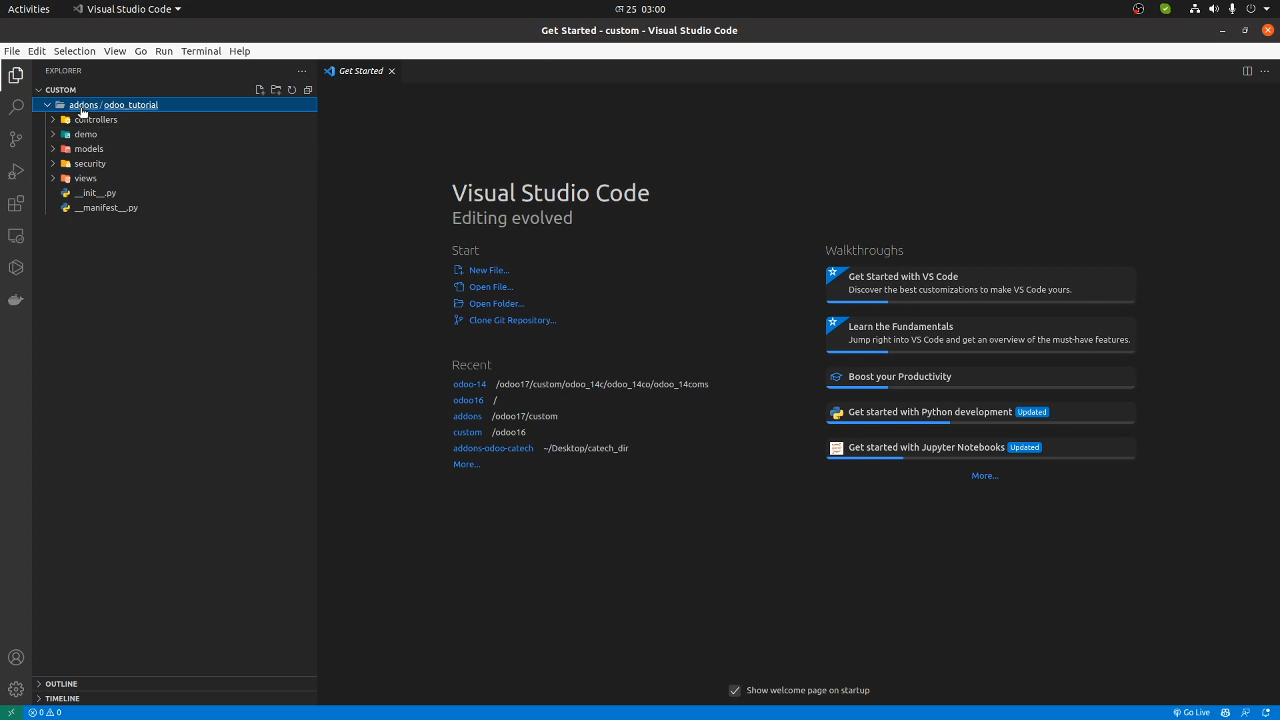 Activities Visual Studio Code মে 25 03:00
Get Started - custom - Visual Studio Code
File Edit Selection View Go Run Terminal Help
EXPLORER
Get Started
CUSTOM
addons / odoo_tutorial
controllers
demo
models
security
views
__init__.py
__manifest__.py
Visual Studio Code
Editing evolved
Start
New File...
Open File...
Open Folder...
Clone Git Repository...
Recent
odoo-14 /odoo17/custom/odoo_14c/odoo_14co/odoo_14coms
odoo16 /
addons /odoo17/custom
custom /odoo16
addons-odoo-catech ~/Desktop/catech_dir
More...
Walkthroughs
Get Started with VS Code
Discover the best customizations to make VS Code yours.
Learn the Fundamentals
Jump right into VS Code and get an overview of the must-have features.
Boost your Productivity
Get started with Python development Updated
Get started with Jupyter Notebooks Updated
More...
Show welcome page on startup
OUTLINE
TIMELINE
0 0 Go Live